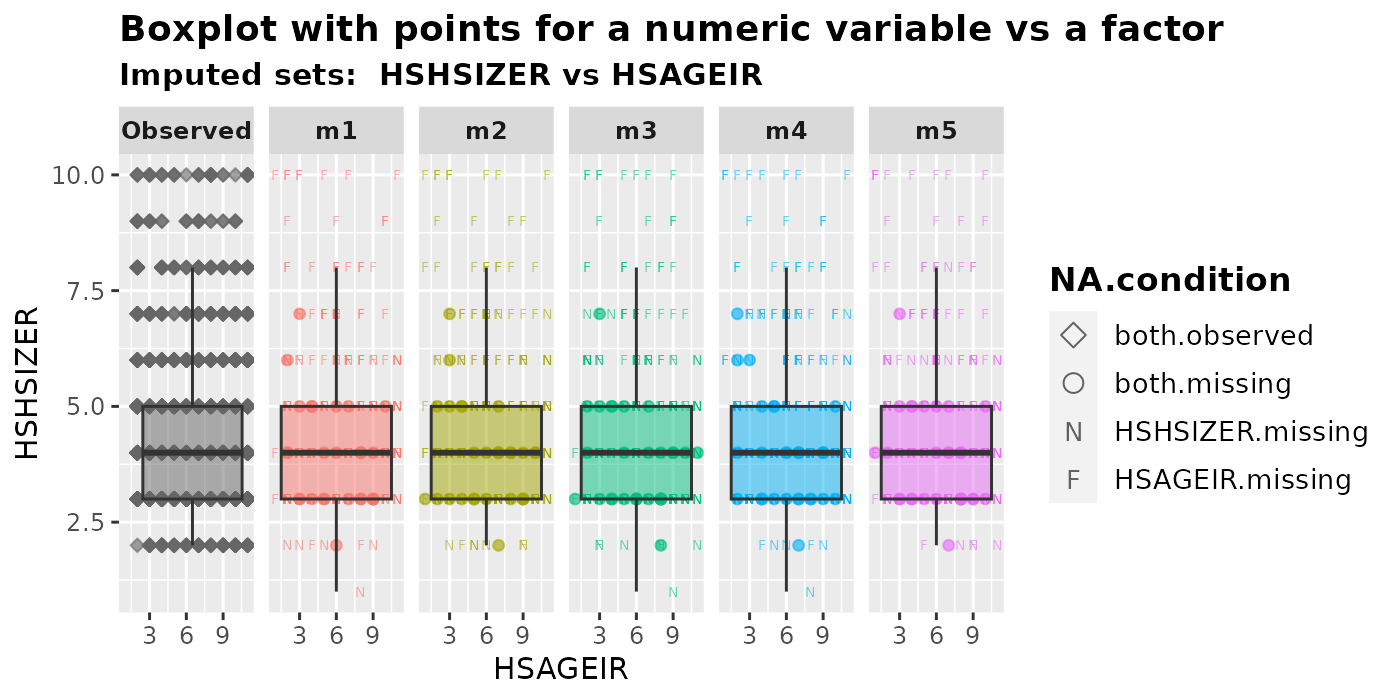 Boxplot with points for a numeric variable vs a factor
Imputed sets:  HSHSIZER vs HSAGEIR
Observed m1 m2 m3 m4 m5
HSHSIZER
10.0
7.5
5.0
2.5
3 6 9 3 6 9 3 6 9 3 6 9 3 6 9 3 6 9
HSAGEIR
NA.condition
both.observed
both.missing
N HSHSIZER.missing
F HSAGEIR.missing